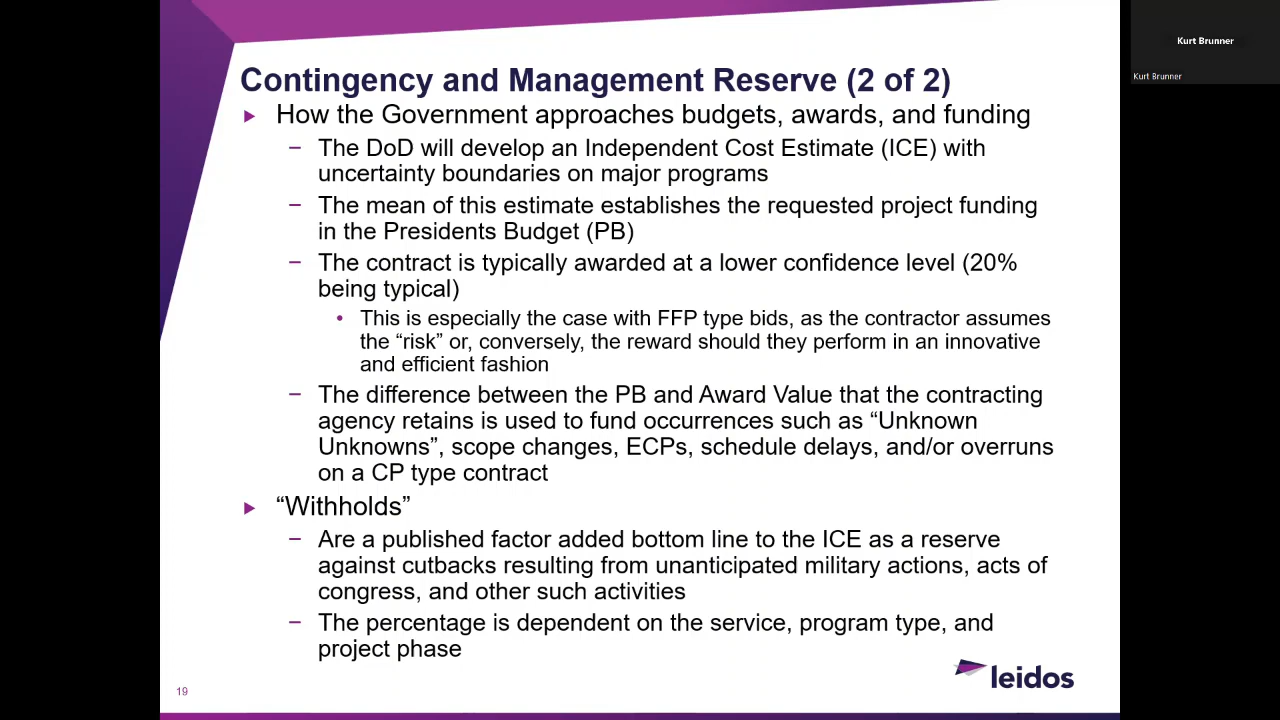 Contingency and Management Reserve (2 of 2)
How the Government approaches budgets, awards, and funding
– The DoD will develop an Independent Cost Estimate (ICE) with
uncertainty boundaries on major programs
– The mean of this estimate establishes the requested project funding
in the Presidents Budget (PB)
– The contract is typically awarded at a lower confidence level (20%
being typical)
• This is especially the case with FFP type bids, as the contractor assumes
the “risk” or, conversely, the reward should they perform in an innovative
and efficient fashion
– The difference between the PB and Award Value that the contracting
agency retains is used to fund occurrences such as “Unknown
Unknowns”, scope changes, ECPs, schedule delays, and/or overruns
on a CP type contract
“Withholds”
– Are a published factor added bottom line to the ICE as a reserve
against cutbacks resulting from unanticipated military actions, acts of
congress, and other such activities
– The percentage is dependent on the service, program type, and
project phase
19
leidos
Kurt Brunner
Kurt Brunner